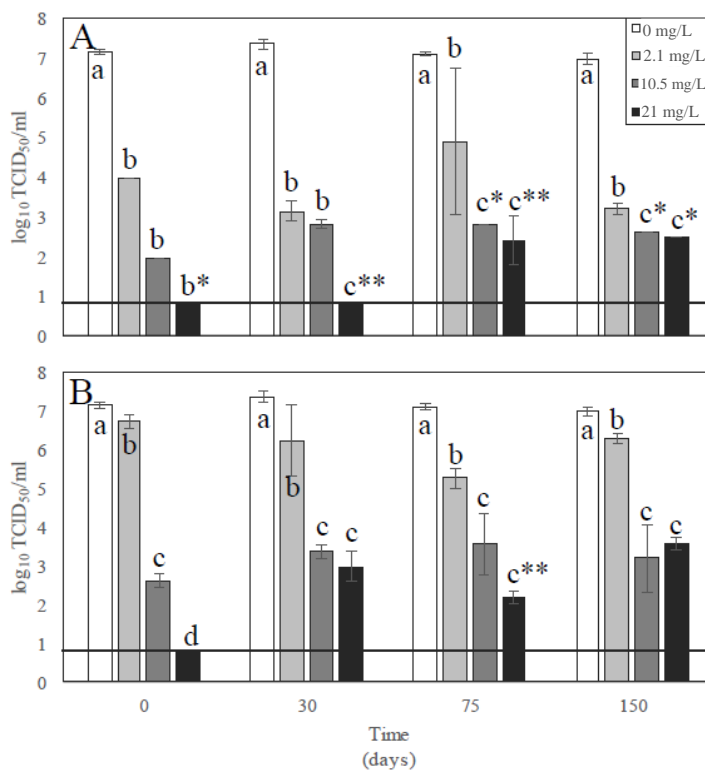 A
8
7
6
5
4
3
2
1
0
log10 TCID50/ml
0 mg/L
2.1 mg/L
10.5 mg/L
21 mg/L
a b b b*
a b b c**
a b c* c**
a b c* c*
B
8
7
6
5
4
3
2
1
0
log10 TCID50/ml
a b c d
a b c c
a b c c**
a b c c
0 30 75 150
Time
(days)